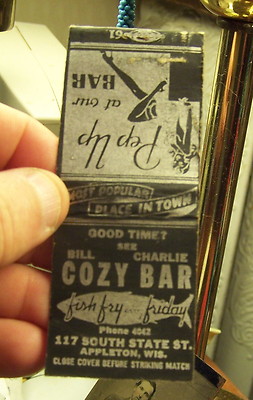 Pep Up
at our
BAR
MOST POPULAR
PLACE IN TOWN
GOOD TIME?
SEE
BILL CHARLIE
COZY BAR
fish fry.... friday
Phone 4042
117 SOUTH STATE ST.
APPLETON, WIS.
CLOSE COVER BEFORE STRIKING MATCH